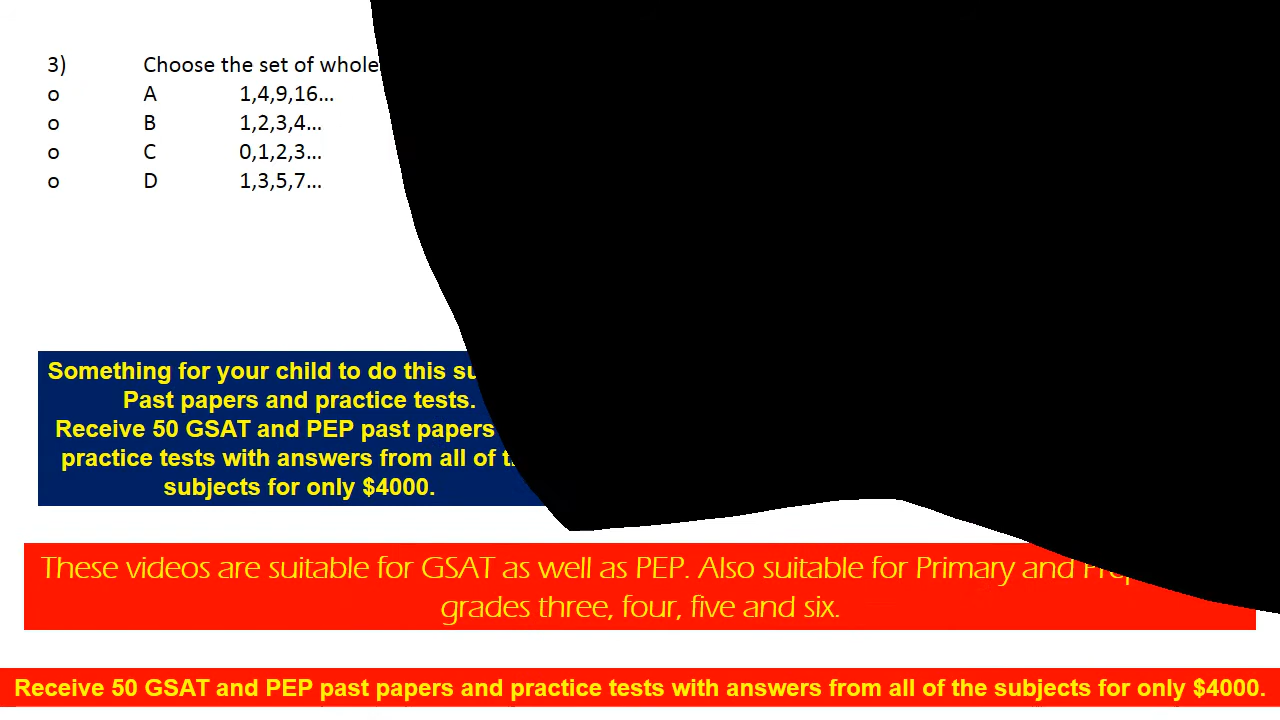 3) Choose the set of whole
o A 1,4,9,16...
o B 1,2,3,4...
o C 0,1,2,3...
o D 1,3,5,7...
Something for your child to do this
Past papers and practice tests.
Receive 50 GSAT and PEP past papers
practice tests with answers from all of
subjects for only $4000.
These videos are suitable for GSAT as well as PEP. Also suitable for Primary and
grades three, four, five and six.
Receive 50 GSAT and PEP past papers and practice tests with answers from all of the subjects for only $4000.